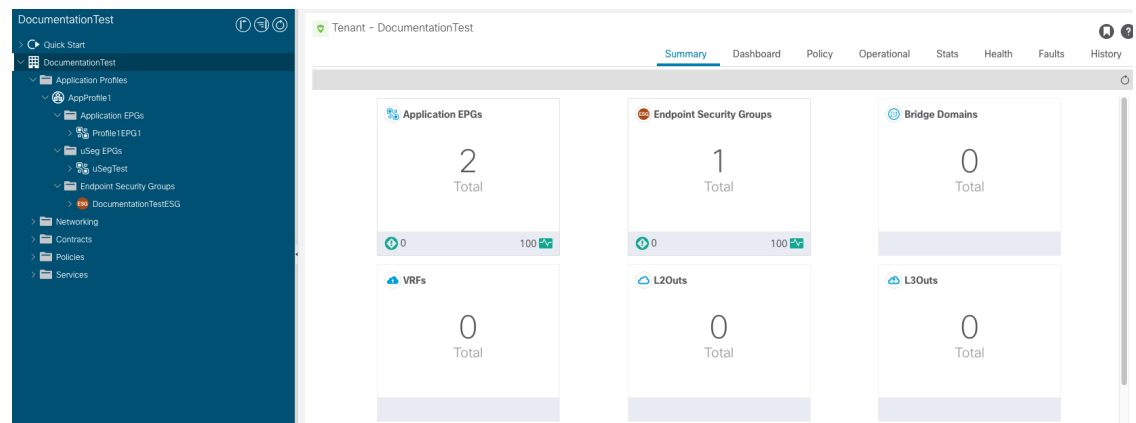 DocumentationTest
Quick Start
DocumentationTest
Application Profiles
AppProfile1
Application EPGs
Profile1EPG1
uSeg EPGs
uSegTest
Endpoint Security Groups
ESG DocumentationTestESG
Networking
Contracts
Policies
Services
Tenant - DocumentationTest
Summary Dashboard Policy Operational Stats Health Faults History
Application EPGs
2
Total
0 100
ESG Endpoint Security Groups
1
Total
0 100
Bridge Domains
0
Total
VRFs
0
Total
L2Outs
0
Total
L3Outs
0
Total